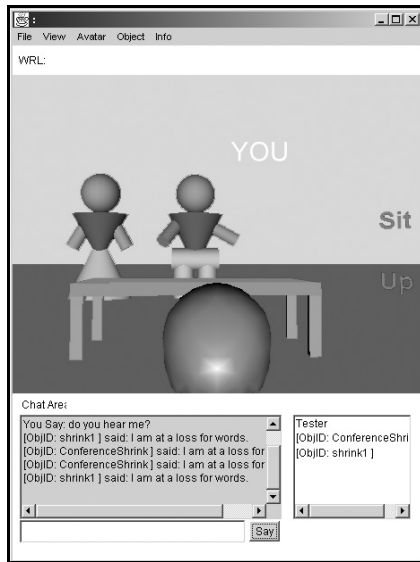 :
File View Avatar Object Info
WRL:
YOU
Sit
Up
Chat Area
You Say: do you hear me?
[ObjID: shrink1 ] said: I am at a loss for words.
[ObjID: ConferenceShrink ] said: I am at a loss for
[ObjID: ConferenceShrink ] said: I am at a loss for
[ObjID: shrink1 ] said: I am at a loss for words.
Tester
[ObjID: ConferenceShri
[ObjID: shrink1 ]
Say